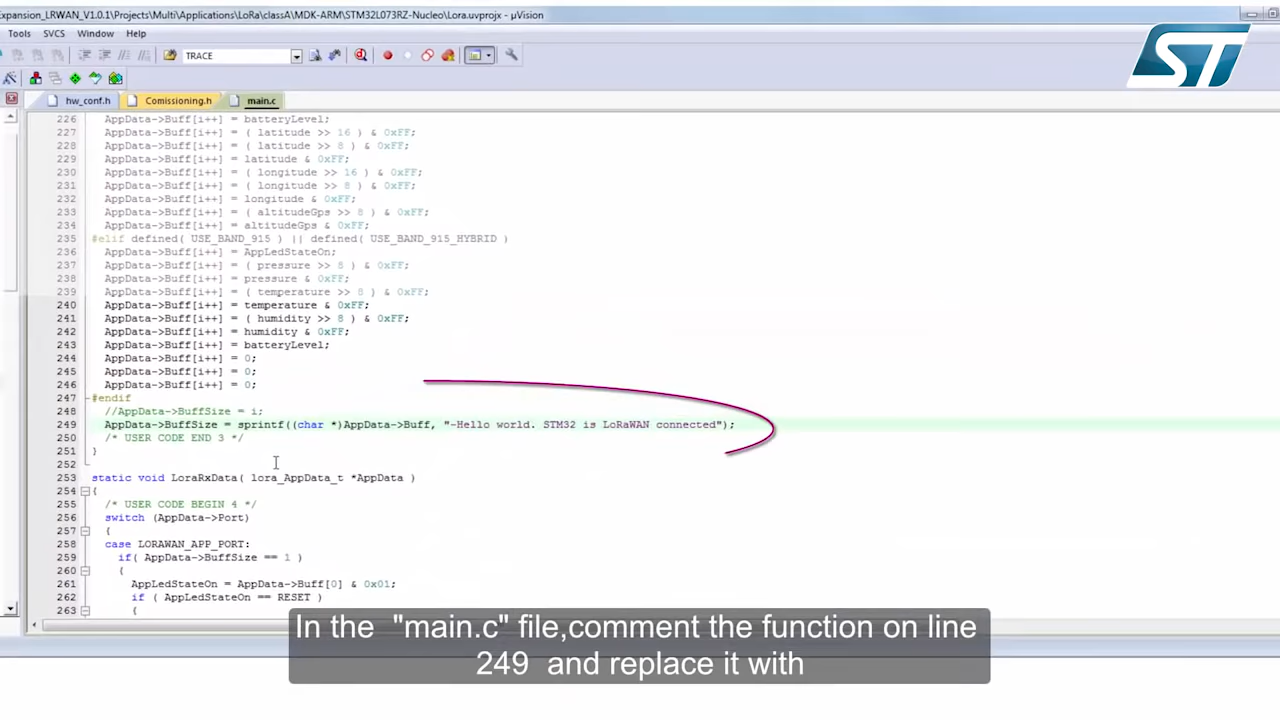 Expansion_LRWAN_V1.0.1\Projects\Multi\Applications\LoRa\classA\MDK-ARM\STM32L073RZ-Nucleo\Lora.uvprojx - µVision
Tools SVCS Window Help
TRACE
ST
hw_conf.h Comissioning.h main.c
226 AppData->Buff[i++] = batteryLevel;
227 AppData->Buff[i++] = ( latitude >> 16 ) & 0xFF;
228 AppData->Buff[i++] = ( latitude >> 8 ) & 0xFF;
229 AppData->Buff[i++] = latitude & 0xFF;
230 AppData->Buff[i++] = ( longitude >> 16 ) & 0xFF;
231 AppData->Buff[i++] = ( longitude >> 8 ) & 0xFF;
232 AppData->Buff[i++] = longitude & 0xFF;
233 AppData->Buff[i++] = ( altitudeGps >> 8 ) & 0xFF;
234 AppData->Buff[i++] = altitudeGps & 0xFF;
235 #elif defined( USE_BAND_915 ) || defined( USE_BAND_915_HYBRID )
236 AppData->Buff[i++] = AppLedStateOn;
237 AppData->Buff[i++] = ( pressure >> 8 ) & 0xFF;
238 AppData->Buff[i++] = pressure & 0xFF;
239 AppData->Buff[i++] = ( temperature >> 8 ) & 0xFF;
240 AppData->Buff[i++] = temperature & 0xFF;
241 AppData->Buff[i++] = ( humidity >> 8 ) & 0xFF;
242 AppData->Buff[i++] = humidity & 0xFF;
243 AppData->Buff[i++] = batteryLevel;
244 AppData->Buff[i++] = 0;
245 AppData->Buff[i++] = 0;
246 AppData->Buff[i++] = 0;
247 #endif
248 //AppData->BuffSize = i;
249 AppData->BuffSize = sprintf((char *)AppData->Buff, "-Hello world. STM32 is LoRaWAN connected");
250 /* USER CODE END 3 */
251 }
252
253 static void LoraRxData( lora_AppData_t *AppData )
254 {
255 /* USER CODE BEGIN 4 */
256 switch (AppData->Port)
257 {
258 case LORAWAN_APP_PORT:
259 if( AppData->BuffSize == 1 )
260 {
261 AppLedStateOn = AppData->Buff[0] & 0x01;
262 if ( AppLedStateOn == RESET )
263 {
In the "main.c" file,comment the function on line
249 and replace it with